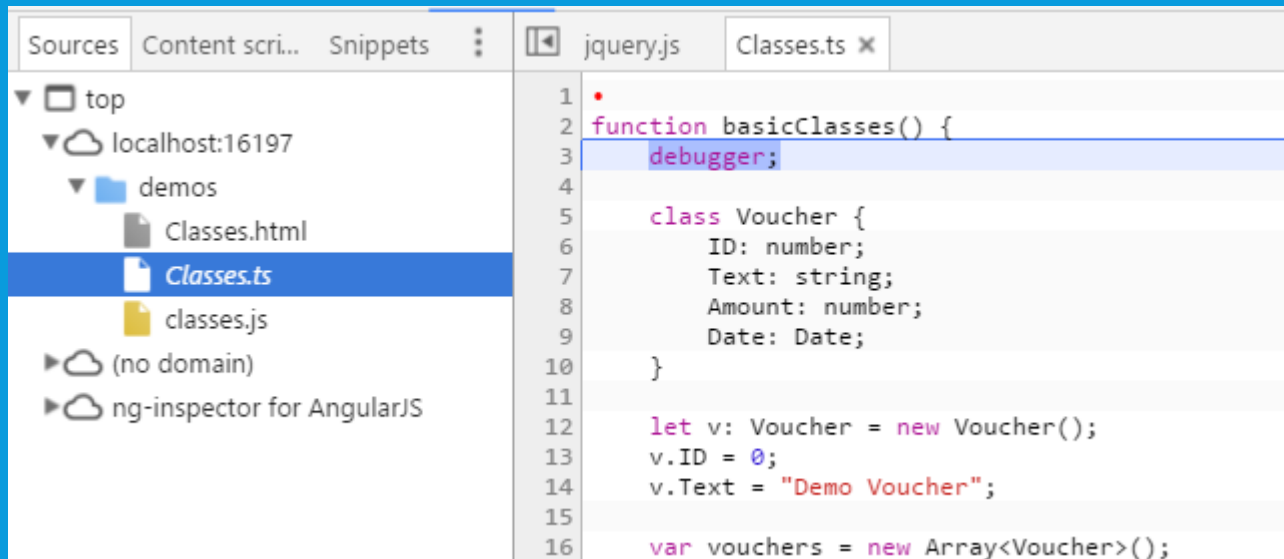 Sources Content scri... Snippets
top
localhost:16197
demos
Classes.html
Classes.ts
classes.js
(no domain)
ng-inspector for AngularJS
jquery.js Classes.ts ×
1 •
2 function basicClasses() {
3     debugger;
4
5     class Voucher {
6         ID: number;
7         Text: string;
8         Amount: number;
9         Date: Date;
10     }
11
12     let v: Voucher = new Voucher();
13     v.ID = 0;
14     v.Text = "Demo Voucher";
15
16     var vouchers = new Array<Voucher>();